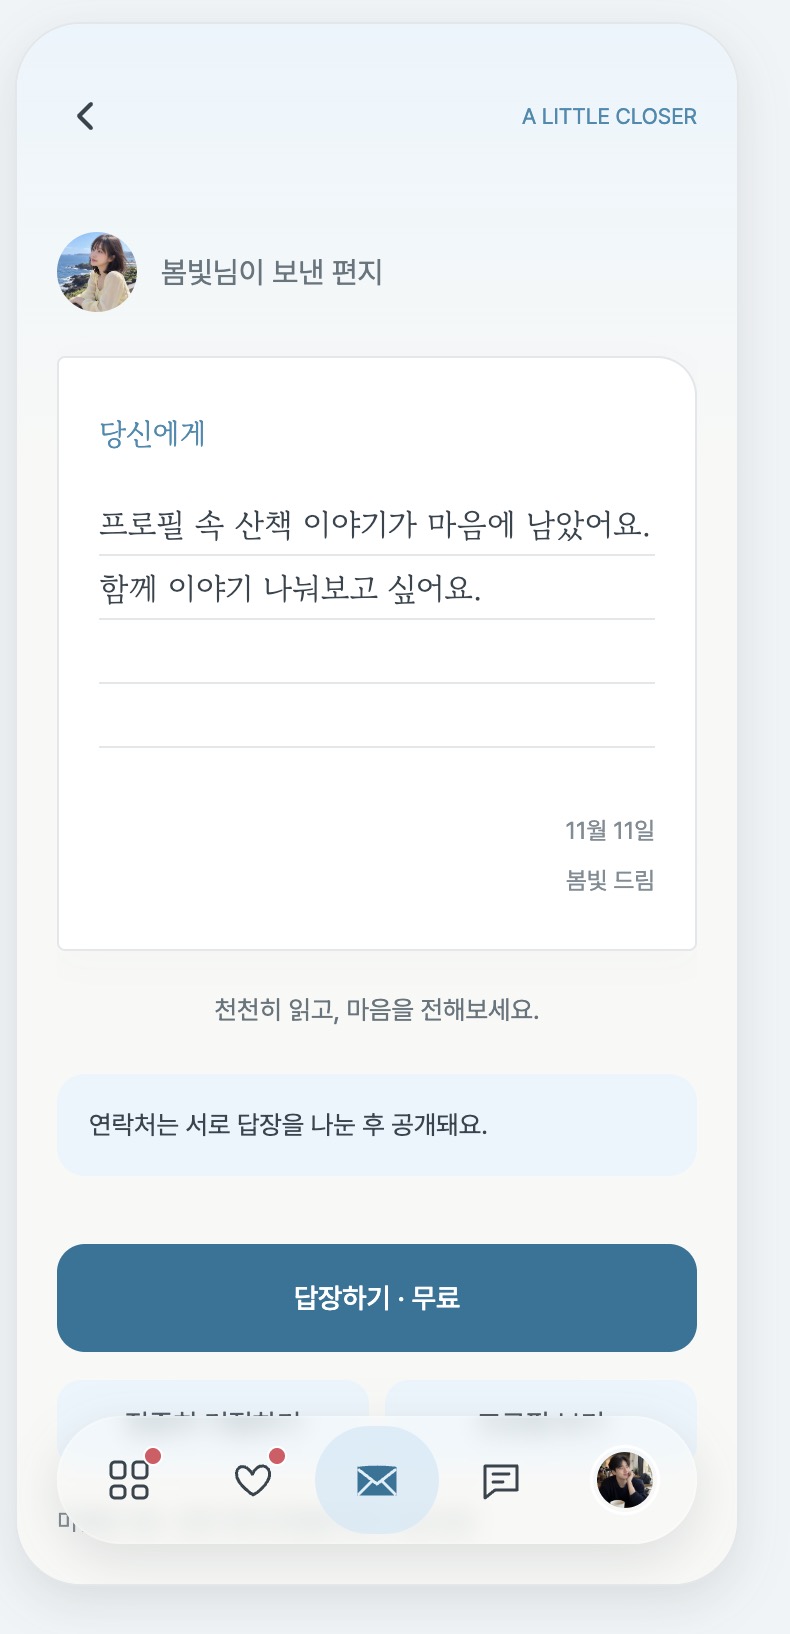 A LITTLE CLOSER
봄빛님이 보낸 편지
당신에게
프로필 속 산책 이야기가 마음에 남았어요.
함께 이야기 나눠보고 싶어요.
11월 11일
봄빛 드림
천천히 읽고, 마음을 전해보세요.
연락처는 서로 답장을 나눈 후 공개돼요.
답장하기 · 무료